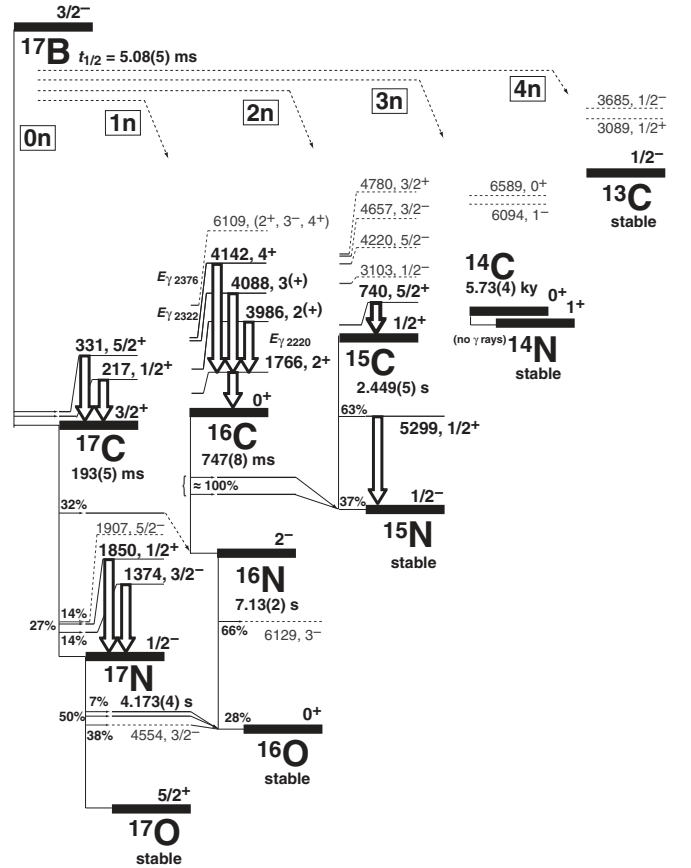 3/2⁻
¹⁷B
t₁/₂ = 5.08(5) ms
0n
1n
2n
3n
4n
3685, 1/2⁻
3089, 1/2⁺
1/2⁻
¹³C
stable
6589, 0⁺
6094, 1⁻
¹⁴C
5.73(4) ky
0⁺
1⁺
(no γ rays)
¹⁴N
stable
4780, 3/2⁺
4657, 3/2⁻
4220, 5/2⁻
3103, 1/2⁻
740, 5/2⁺
1/2⁺
¹⁵C
2.449(5) s
63%
5299, 1/2⁺
37%
1/2⁻
¹⁵N
stable
6109, (2⁺, 3⁻, 4⁺)
4142, 4⁺
Eγ 2376
4088, 3⁽⁺⁾
Eγ 2322
3986, 2⁽⁺⁾
Eγ 2220
1766, 2⁺
0⁺
¹⁶C
747(8) ms
≈ 100%
2⁻
¹⁶N
7.13(2) s
66%
6129, 3⁻
28%
0⁺
¹⁶O
stable
331, 5/2⁺
217, 1/2⁺
3/2⁺
¹⁷C
193(5) ms
32%
1907, 5/2⁻
1850, 1/2⁺
1374, 3/2⁻
14%
27%
14%
1/2⁻
¹⁷N
4.173(4) s
7%
50%
38%
4554, 3/2⁻
5/2⁺
¹⁷O
stable